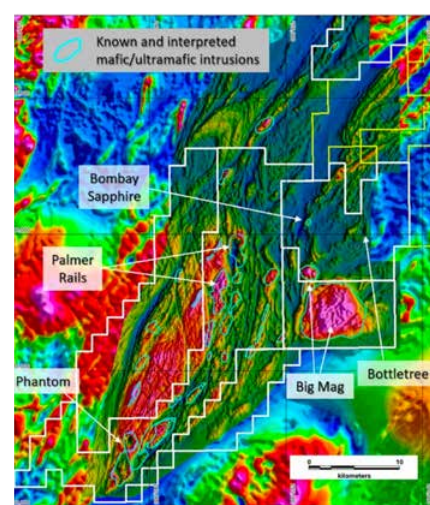 Known and interpreted
mafic/ultramafic intrusions
Bombay
Sapphire
Palmer
Rails
Phantom
Big Mag
Bottletree
0
10
kilometers